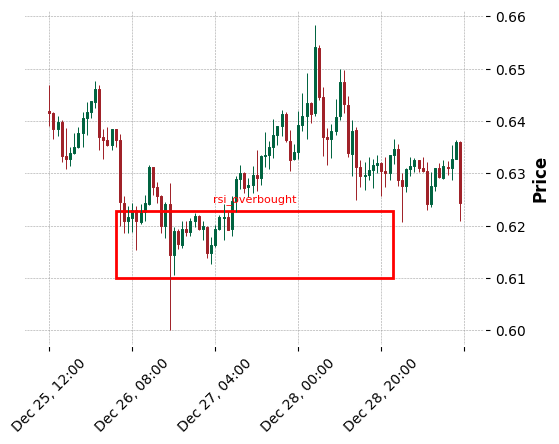 0.66
0.65
0.64
0.63
0.62
0.61
0.60
Price
rsi_overbought
Dec 25, 12:00
Dec 26, 08:00
Dec 27, 04:00
Dec 28, 00:00
Dec 28, 20:00